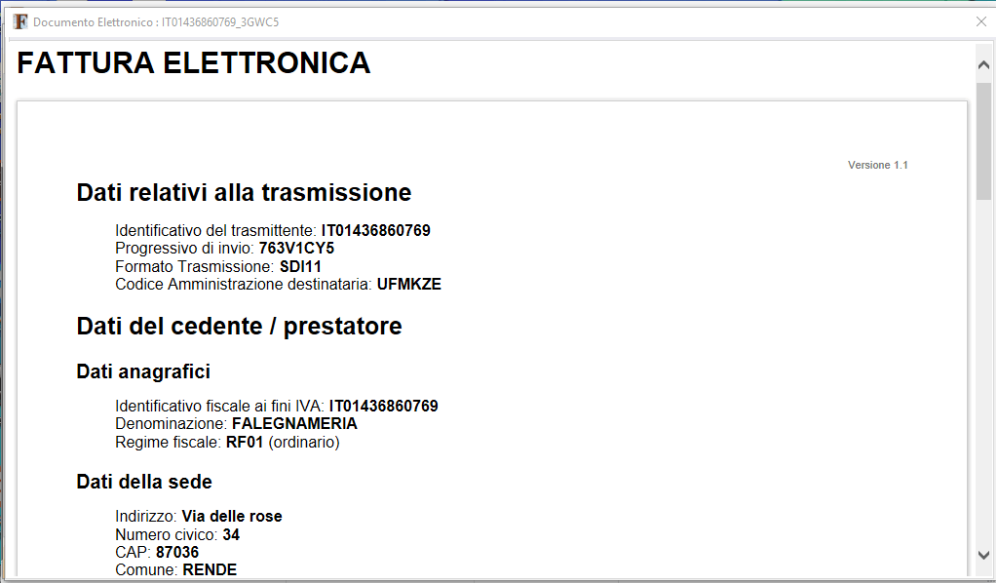 F Documento Elettronico : IT01436860769_3GWC5
FATTURA ELETTRONICA
Versione 1.1
Dati relativi alla trasmissione
Identificativo del trasmittente: IT01436860769
Progressivo di invio: 763V1CY5
Formato Trasmissione: SDI11
Codice Amministrazione destinataria: UFMKZE
Dati del cedente / prestatore
Dati anagrafici
Identificativo fiscale ai fini IVA: IT01436860769
Denominazione: FALEGNAMERIA
Regime fiscale: RF01 (ordinario)
Dati della sede
Indirizzo: Via delle rose
Numero civico: 34
CAP: 87036
Comune: RENDE